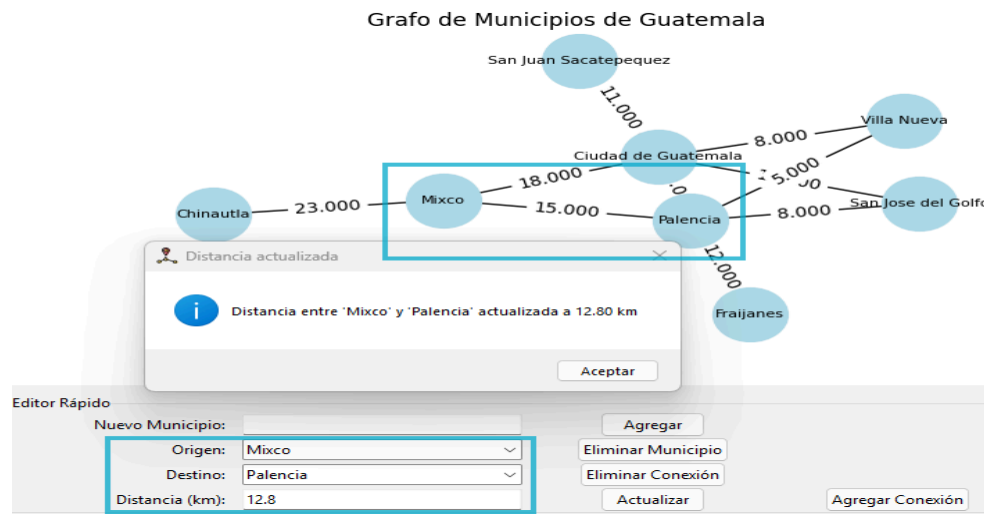 Grafo de Municipios de Guatemala
San Juan Sacatepequez
11.000
Villa Nueva
8.000
Ciudad de Guatemala
5.000
18.000
Mixco
San Jose del Golfo
Chinautla
23.000
15.000
Palencia
8.000
Distancia actualizada
12.000
Distancia entre 'Mixco' y 'Palencia' actualizada a 12.80 km
Fraijanes
Aceptar
Editor Rápido
Nuevo Municipio:
Agregar
Origen: Mixco
Eliminar Municipio
Destino: Palencia
Eliminar Conexión
Distancia (km): 12.8
Actualizar
Agregar Conexión